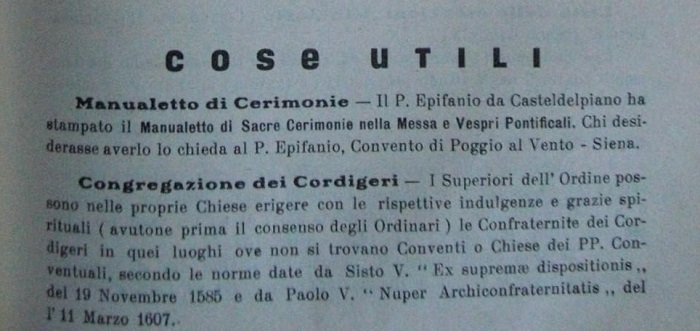 COSE UTILI
Manualetto di Cerimonie — Il P. Epifanio da Casteldelpiano ha
stampato il Manualetto di Sacre Cerimonie nella Messa e Vespri Pontificali. Chi desi-
derasse averlo lo chieda al P. Epifanio, Convento di Poggio al Vento - Siena.
Congregazione dei Cordigeri — I Superiori dell' Ordine pos-
sono nelle proprie Chiese erigere con le rispettive indulgenze e grazie spi-
rituali ( avutone prima il consenso degli Ordinari ) le Confraternite dei Cor-
digeri in quei luoghi ove non si trovano Conventi o Chiese dei PP. Con-
ventuali, secondo le norme date da Sisto V. “ Ex supremæ dispositionis „
del 19 Novembre 1585 e da Paolo V. “ Nuper Archiconfraternitatis „ del
l' 11 Marzo 1607.